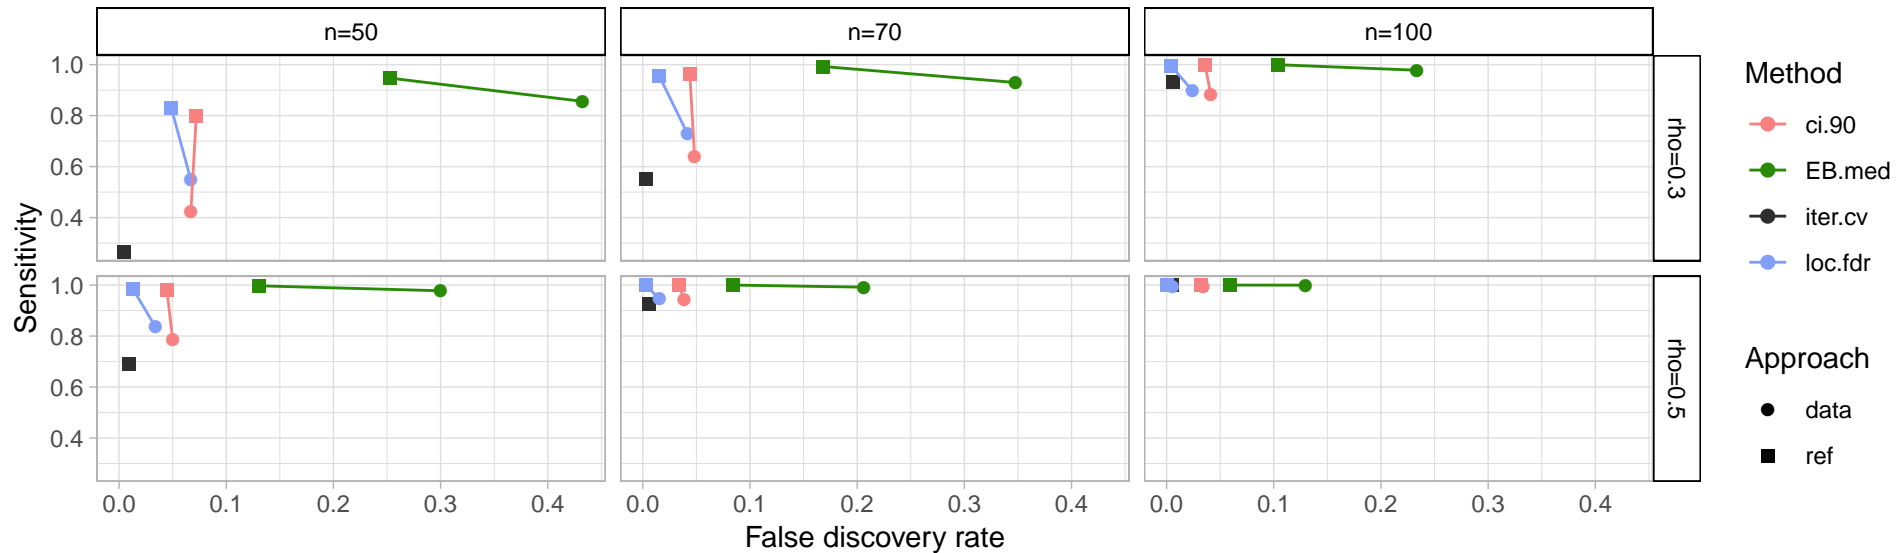 n=50
n=70
n=100
1.0
0.8
0.6
0.4
rho=0.3
1.0
0.8
0.6
0.4
rho=0.5
Sensitivity
0.0 0.1 0.2 0.3 0.4
0.0 0.1 0.2 0.3 0.4
0.0 0.1 0.2 0.3 0.4
False discovery rate
Method
ci.90
EB.med
iter.cv
loc.fdr
Approach
data
ref